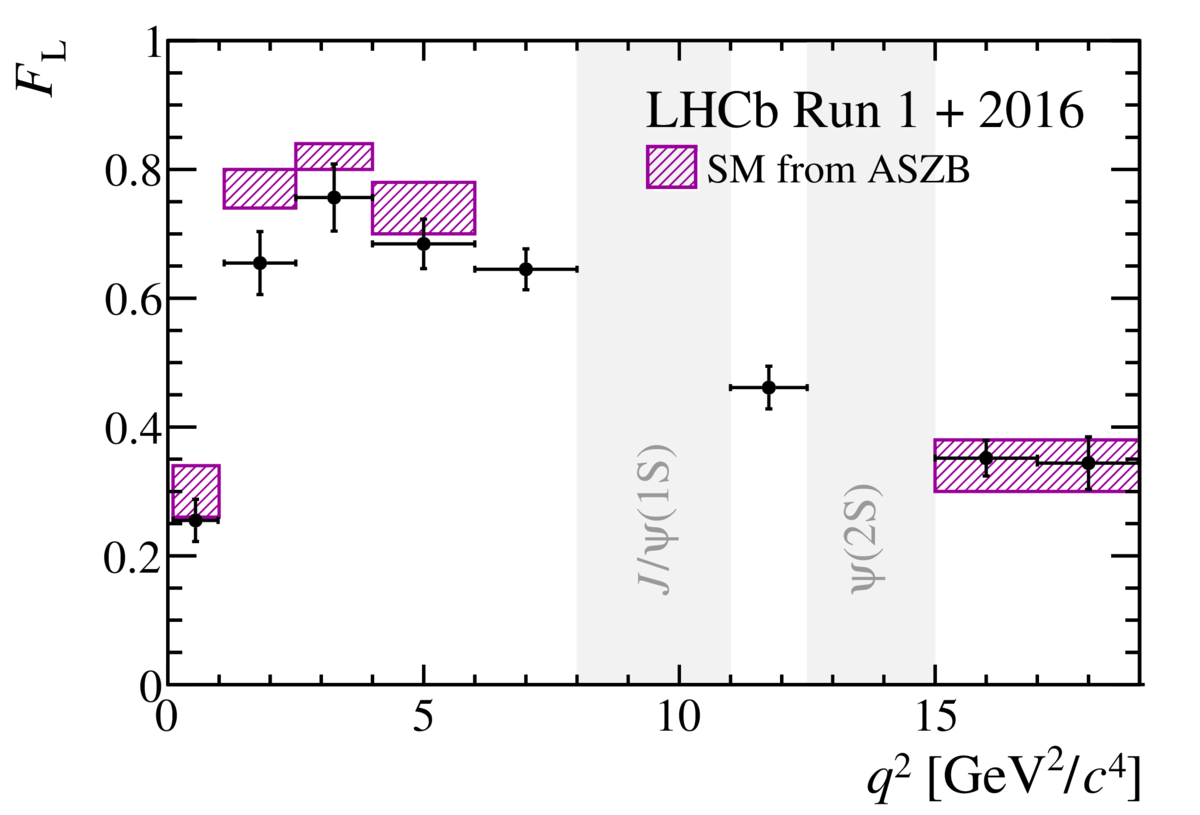 F_L
1
0.8
0.6
0.4
0.2
0
LHCb Run 1 + 2016
SM from ASZB
J/ψ(1S)
ψ(2S)
0 5 10 15
q² [GeV²/c⁴]